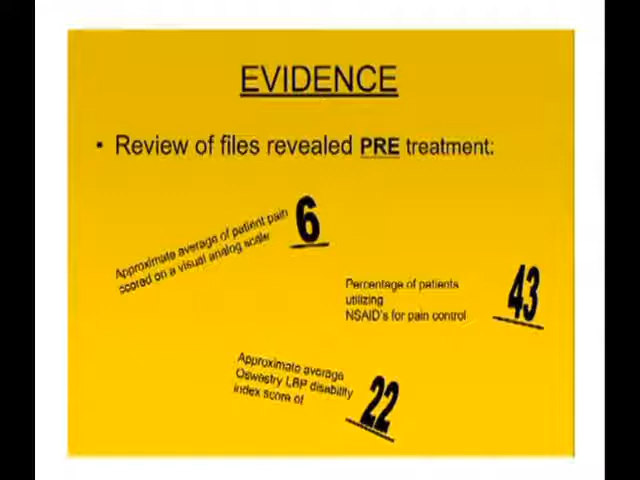 EVIDENCE
• Review of files revealed PRE treatment:
Approximate average of patient pain
scored on a visual analog scale
6
Percentage of patients
utilizing
NSAID's for pain control
43
Approximate average
Oswestry LBP disability
index score of
22